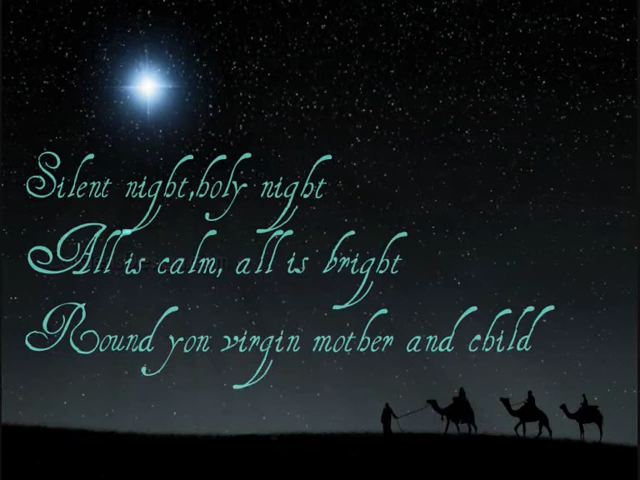 Silent night,holy night
All is calm, all is bright
Round yon virgin mother and child